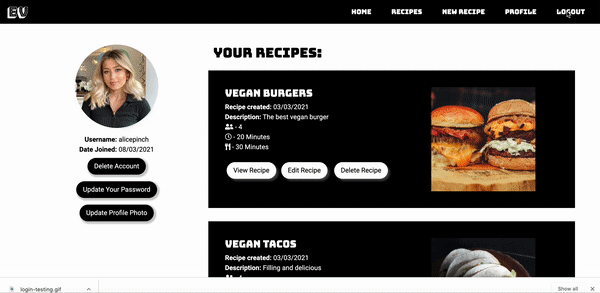 EV
HOME RECIPES NEW RECIPE PROFILE LOGOUT
YOUR RECIPES:
Username: alicepinch
Date Joined: 08/03/2021
Delete Account
Update Your Password
Update Profile Photo
VEGAN BURGERS
Recipe created: 03/03/2021
Description: The best vegan burger
- 4
- 20 Minutes
- 30 Minutes
View Recipe Edit Recipe Delete Recipe
VEGAN TACOS
Recipe created: 03/03/2021
Description: Filling and delicious
login-testing.gif
Show all